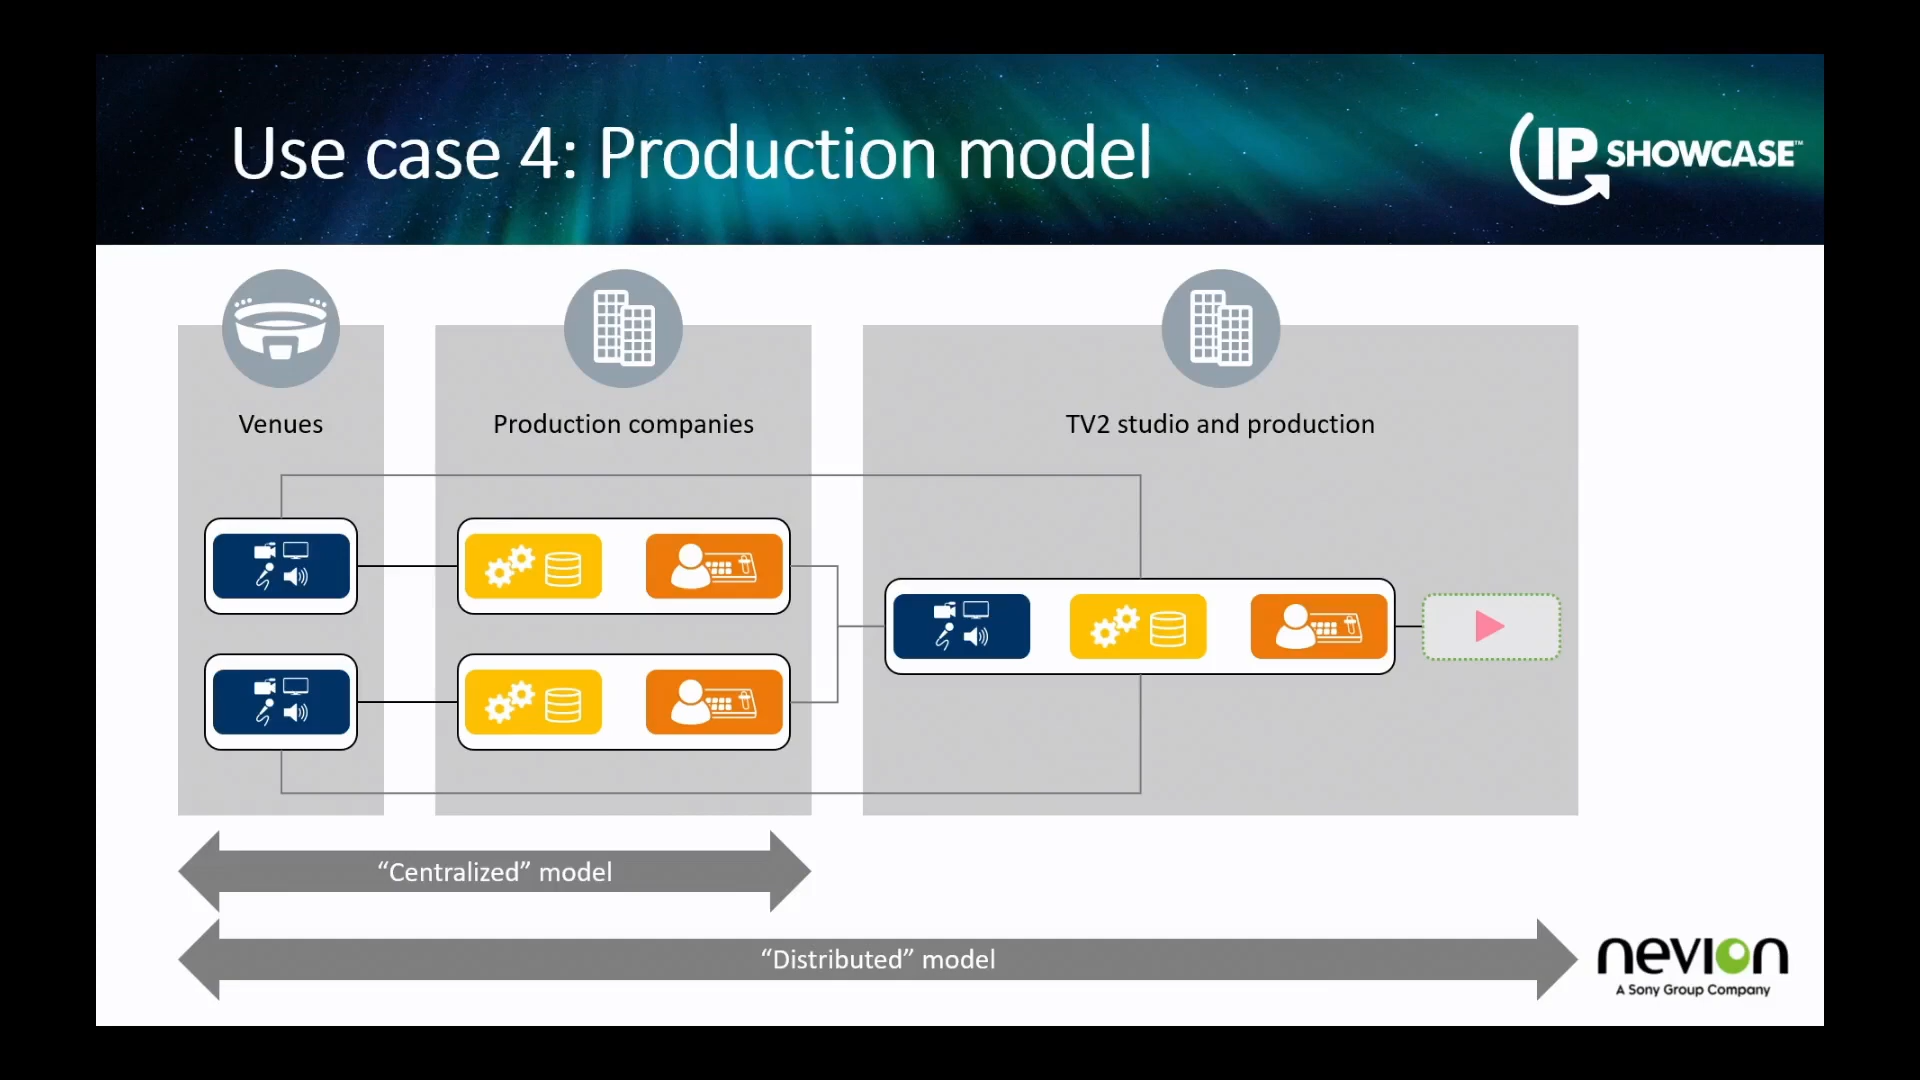 Use case 4: Production model
IP SHOWCASE™
Venues
Production companies
TV2 studio and production
“Centralized” model
“Distributed” model
nevion
A Sony Group Company